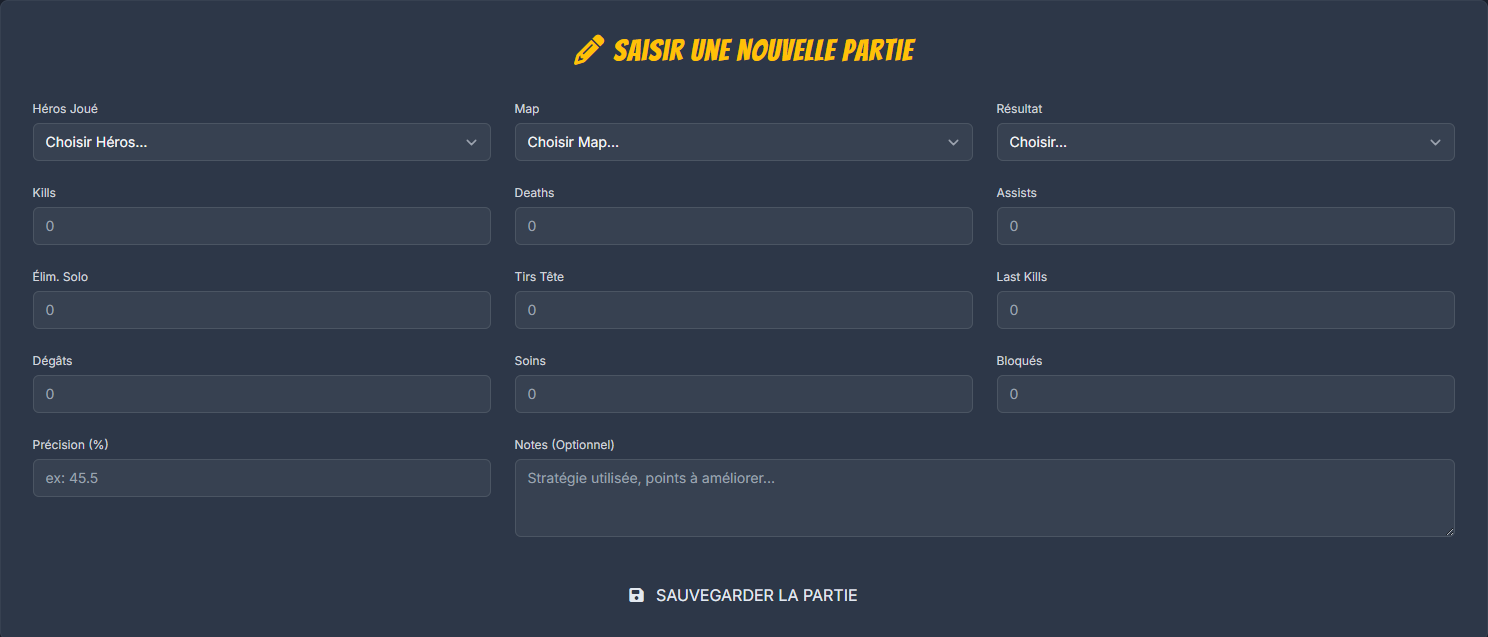 SAISIR UNE NOUVELLE PARTIE
Héros Joué
Map
Résultat
Choisir Héros...
Choisir Map...
Choisir...
Kills
Deaths
Assists
0
0
0
Élim. Solo
Tirs Tête
Last Kills
0
0
0
Dégâts
Soins
Bloqués
0
0
0
Précision (%)
Notes (Optionnel)
ex: 45.5
Stratégie utilisée, points à améliorer...
SAUVEGARDER LA PARTIE